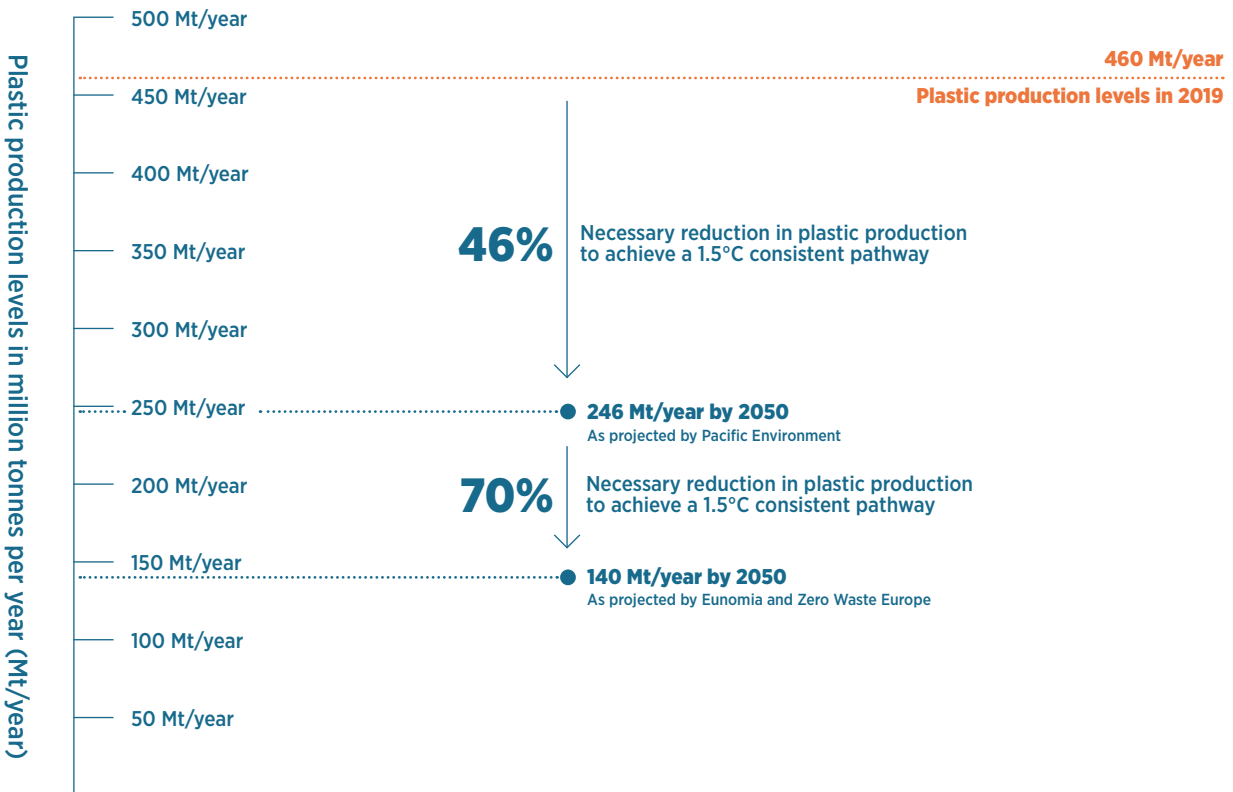 Plastic production levels in million tonnes per year (Mt/year)
500 Mt/year
460 Mt/year
450 Mt/year
Plastic production levels in 2019
400 Mt/year
350 Mt/year
46%
Necessary reduction in plastic production
to achieve a 1.5°C consistent pathway
300 Mt/year
250 Mt/year
246 Mt/year by 2050
As projected by Pacific Environment
200 Mt/year
70%
Necessary reduction in plastic production
to achieve a 1.5°C consistent pathway
150 Mt/year
140 Mt/year by 2050
As projected by Eunomia and Zero Waste Europe
100 Mt/year
50 Mt/year